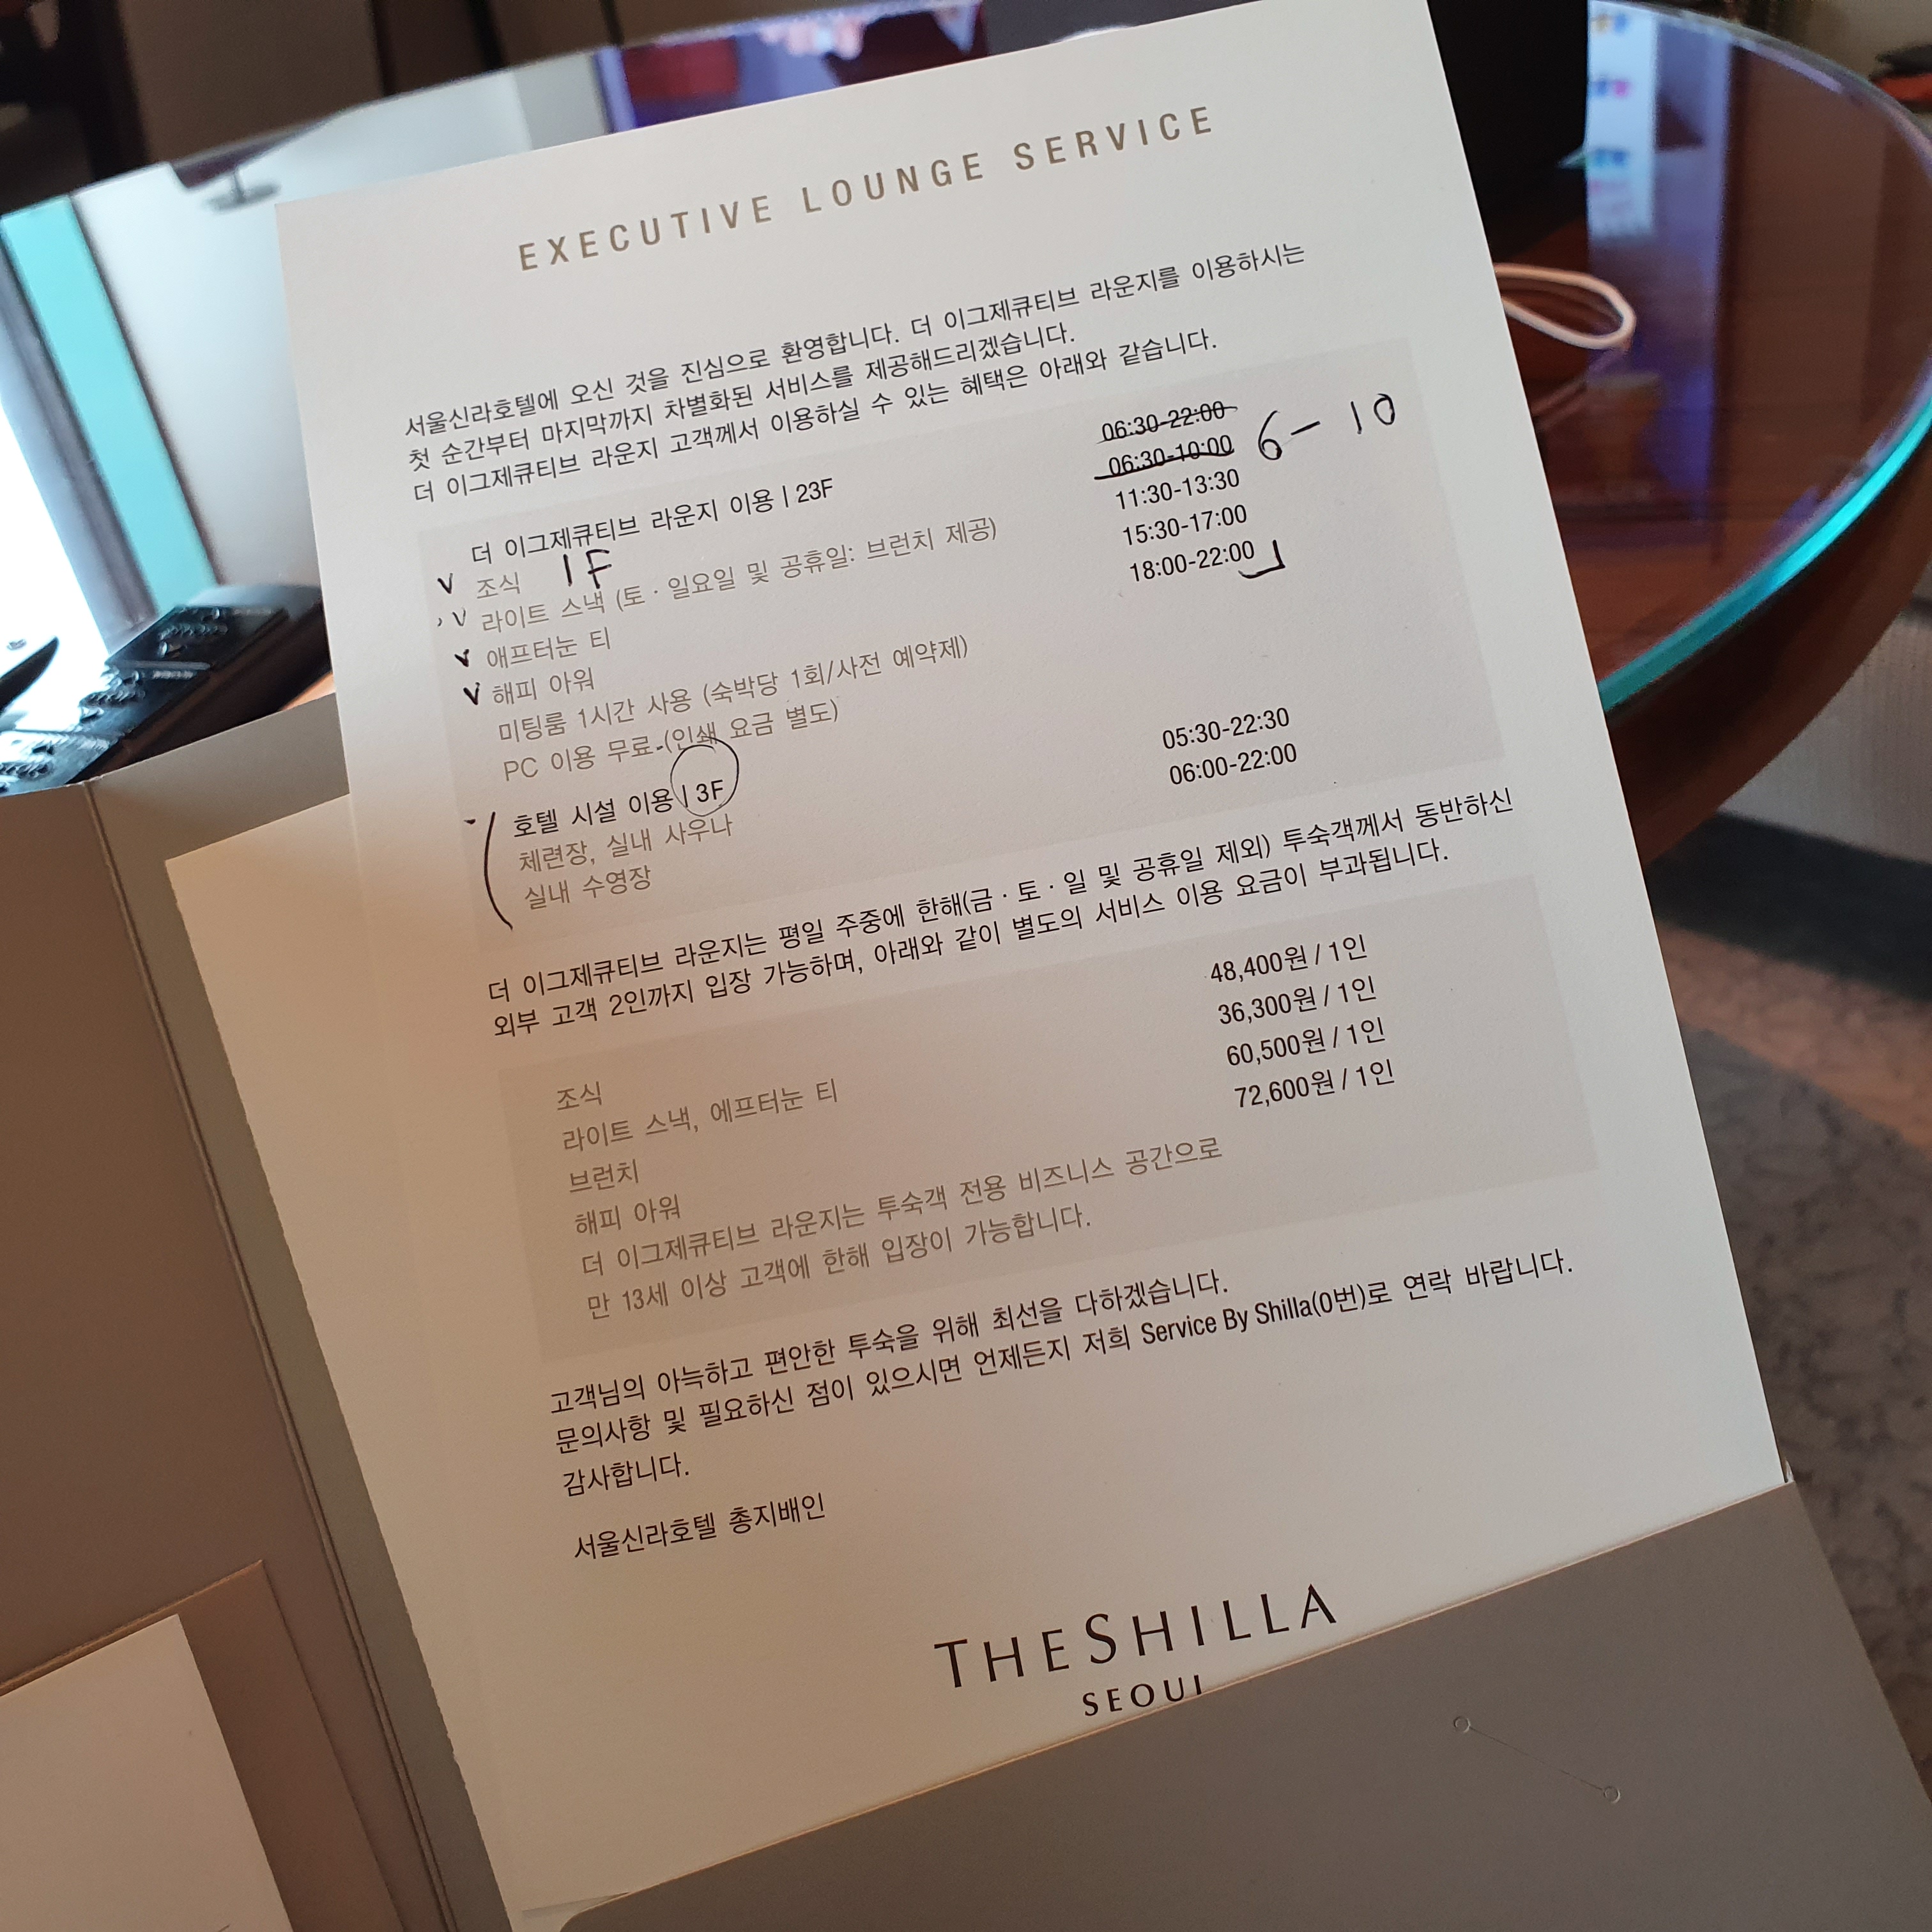 EXECUTIVE LOUNGE SERVICE
서울신라호텔에 오신 것을 진심으로 환영합니다. 더 이그제큐티브 라운지를 이용하시는
첫 순간부터 마지막까지 차별화된 서비스를 제공해드리겠습니다.
더 이그제큐티브 라운지 고객께서 이용하실 수 있는 혜택은 아래와 같습니다.
더 이그제큐티브 라운지 이용 | 23F 06:30-22:00
V 조식 1F 06:30-10:00 6-10
V 라이트 스낵 (토 · 일요일 및 공휴일: 브런치 제공) 11:30-13:30
V 애프터눈 티 15:30-17:00
V 해피 아워 18:00-22:00
미팅룸 1시간 사용 (숙박당 1회/사전 예약제)
PC 이용 무료 (인쇄 요금 별도)
호텔 시설 이용 | 3F
체련장, 실내 사우나 05:30-22:30
실내 수영장 06:00-22:00
더 이그제큐티브 라운지는 평일 주중에 한해(금 · 토 · 일 및 공휴일 제외) 투숙객께서 동반하신
외부 고객 2인까지 입장 가능하며, 아래와 같이 별도의 서비스 이용 요금이 부과됩니다.
조식 48,400원 / 1인
라이트 스낵, 에프터눈 티 36,300원 / 1인
브런치 60,500원 / 1인
해피 아워 72,600원 / 1인
더 이그제큐티브 라운지는 투숙객 전용 비즈니스 공간으로
만 13세 이상 고객에 한해 입장이 가능합니다.
고객님의 아늑하고 편안한 투숙을 위해 최선을 다하겠습니다.
문의사항 및 필요하신 점이 있으시면 언제든지 저희 Service By Shilla(0번)로 연락 바랍니다.
감사합니다.
서울신라호텔 총지배인
THE SHILLA
SEOUL